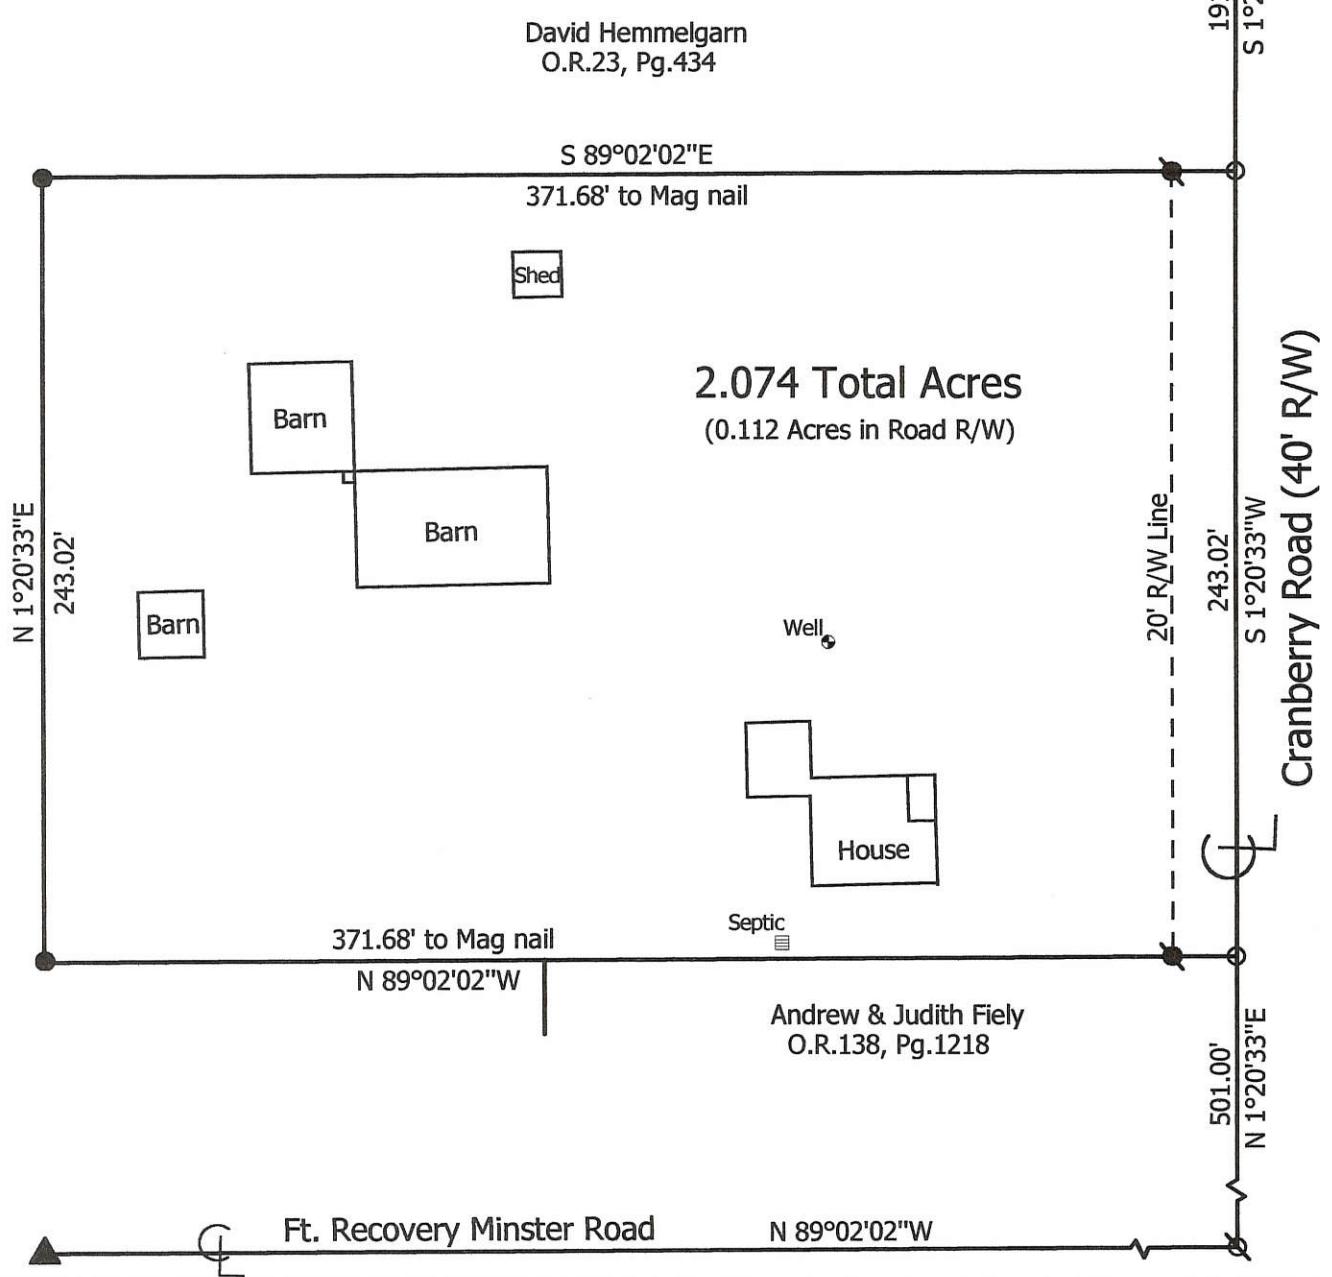 David Hemmelgarn
O.R.23, Pg.434
S 89°02'02"E
371.68' to Mag nail
Shed
2.074 Total Acres
(0.112 Acres in Road R/W)
Barn
Barn
Barn
N 1°20'33"E
243.02'
20' R/W Line
243.02'
S 1°20'33"W
Cranberry Road (40' R/W)
Well
House
Septic
371.68' to Mag nail
N 89°02'02"W
Andrew & Judith Fiely
O.R.138, Pg.1218
501.00'
N 1°20'33"E
Ft. Recovery Minster Road
N 89°02'02"W